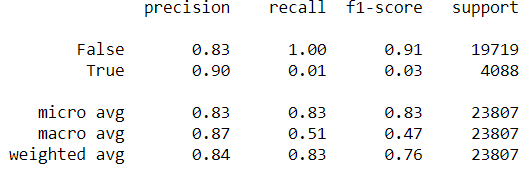 precision recall f1-score support
False 0.83 1.00 0.91 19719
True 0.90 0.01 0.03 4088
micro avg 0.83 0.83 0.83 23807
macro avg 0.87 0.51 0.47 23807
weighted avg 0.84 0.83 0.76 23807